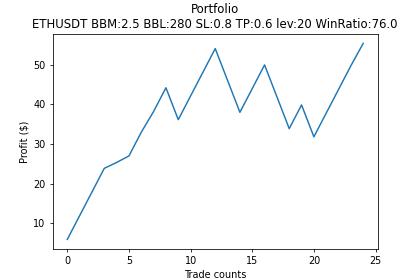 Portfolio
ETHUSDT BBM:2.5 BBL:280 SL:0.8 TP:0.6 lev:20 WinRatio:76.0
50
40
30
20
10
Profit ($)
0 5 10 15 20 25
Trade counts